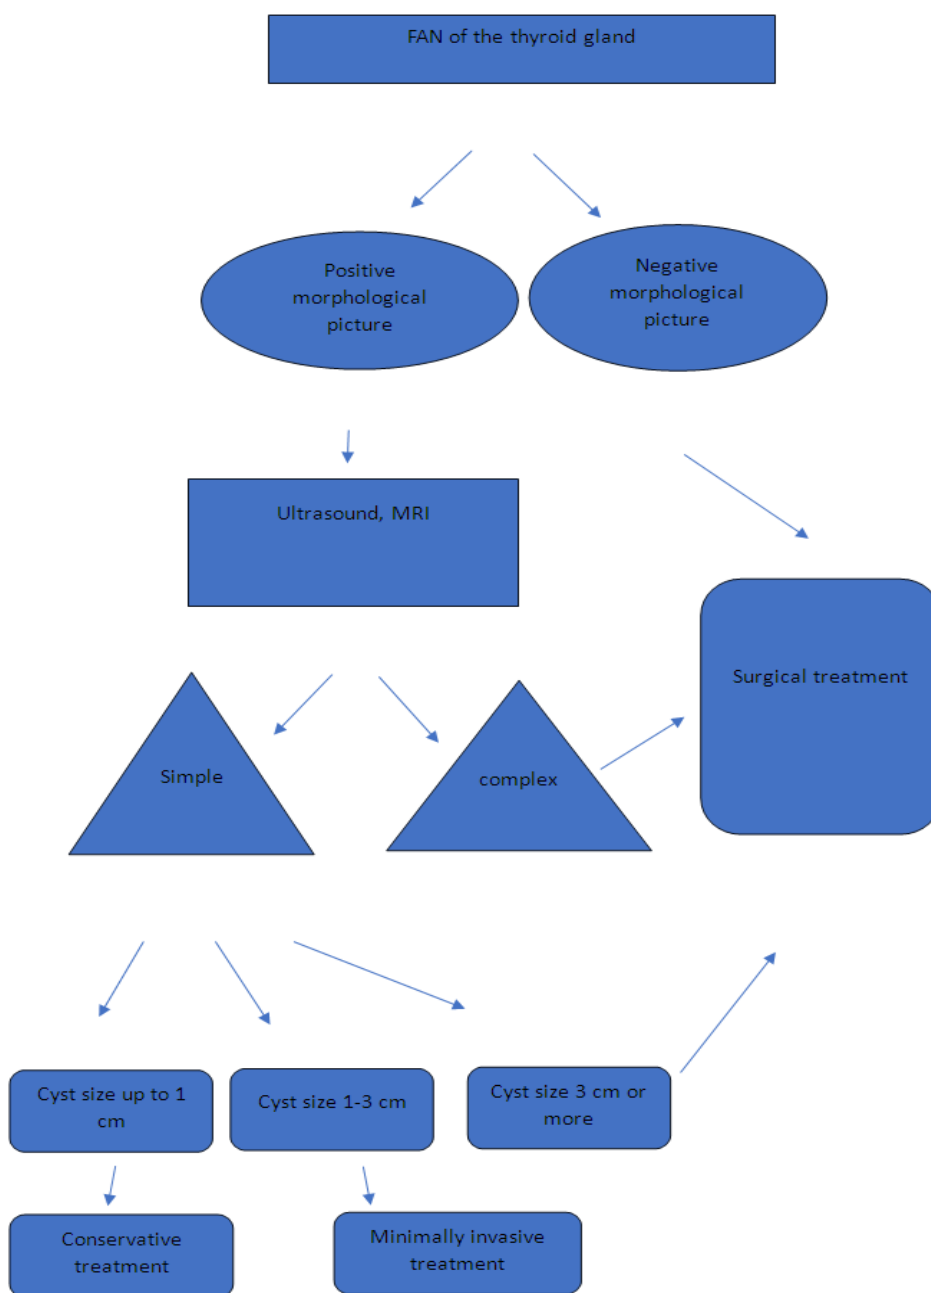 FAN of the thyroid gland
Positive
morphological
picture
Negative
morphological
picture
Ultrasound, MRI
Surgical treatment
Simple
complex
Cyst size up to 1
cm
Cyst size 1-3 cm
Cyst size 3 cm or
more
Conservative
treatment
Minimally invasive
treatment